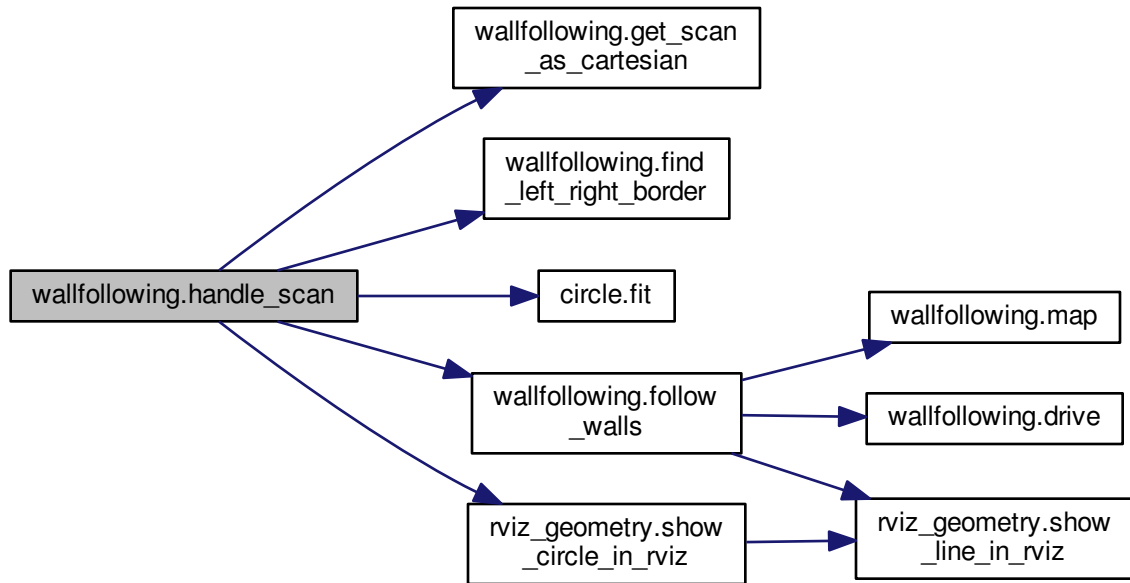 wallfollowing.get_scan
_as_cartesian
wallfollowing.find
_left_right_border
wallfollowing.handle_scan
circle.fit
wallfollowing.map
wallfollowing.follow
_walls
wallfollowing.drive
rviz_geometry.show
_circle_in_rviz
rviz_geometry.show
_line_in_rviz